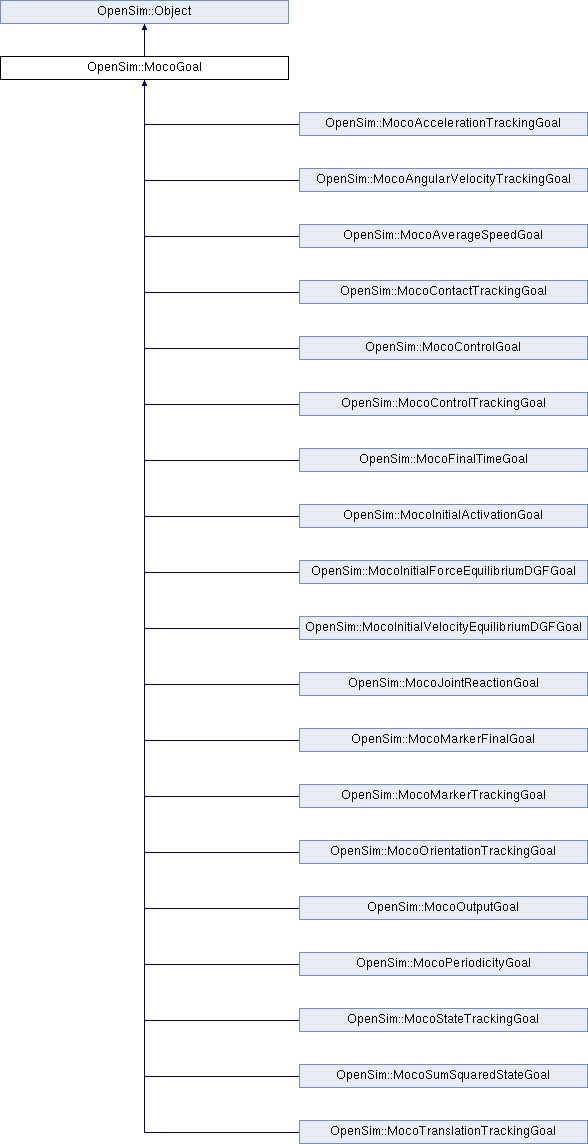 OpenSim::Object
OpenSim::MocoGoal
OpenSim::MocoAccelerationTrackingGoal
OpenSim::MocoAngularVelocityTrackingGoal
OpenSim::MocoAverageSpeedGoal
OpenSim::MocoContactTrackingGoal
OpenSim::MocoControlGoal
OpenSim::MocoControlTrackingGoal
OpenSim::MocoFinalTimeGoal
OpenSim::MocoInitialActivationGoal
OpenSim::MocoInitialForceEquilibriumDGFGoal
OpenSim::MocoInitialVelocityEquilibriumDGFGoal
OpenSim::MocoJointReactionGoal
OpenSim::MocoMarkerFinalGoal
OpenSim::MocoMarkerTrackingGoal
OpenSim::MocoOrientationTrackingGoal
OpenSim::MocoOutputGoal
OpenSim::MocoPeriodicityGoal
OpenSim::MocoStateTrackingGoal
OpenSim::MocoSumSquaredStateGoal
OpenSim::MocoTranslationTrackingGoal